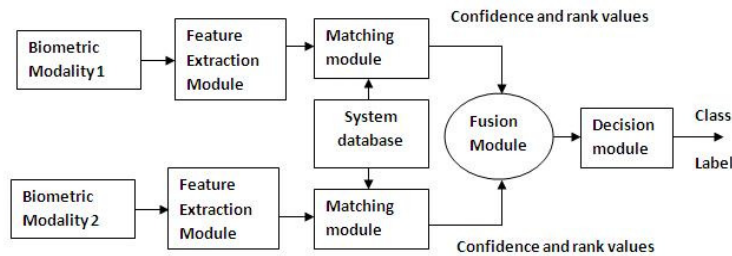 Confidence and rank values
Biometric
Modality 1
Feature
Extraction
Module
Matching
module
System
database
Fusion
Module
Decision
module
Class
Label
Biometric
Modality 2
Feature
Extraction
Module
Matching
module
Confidence and rank values